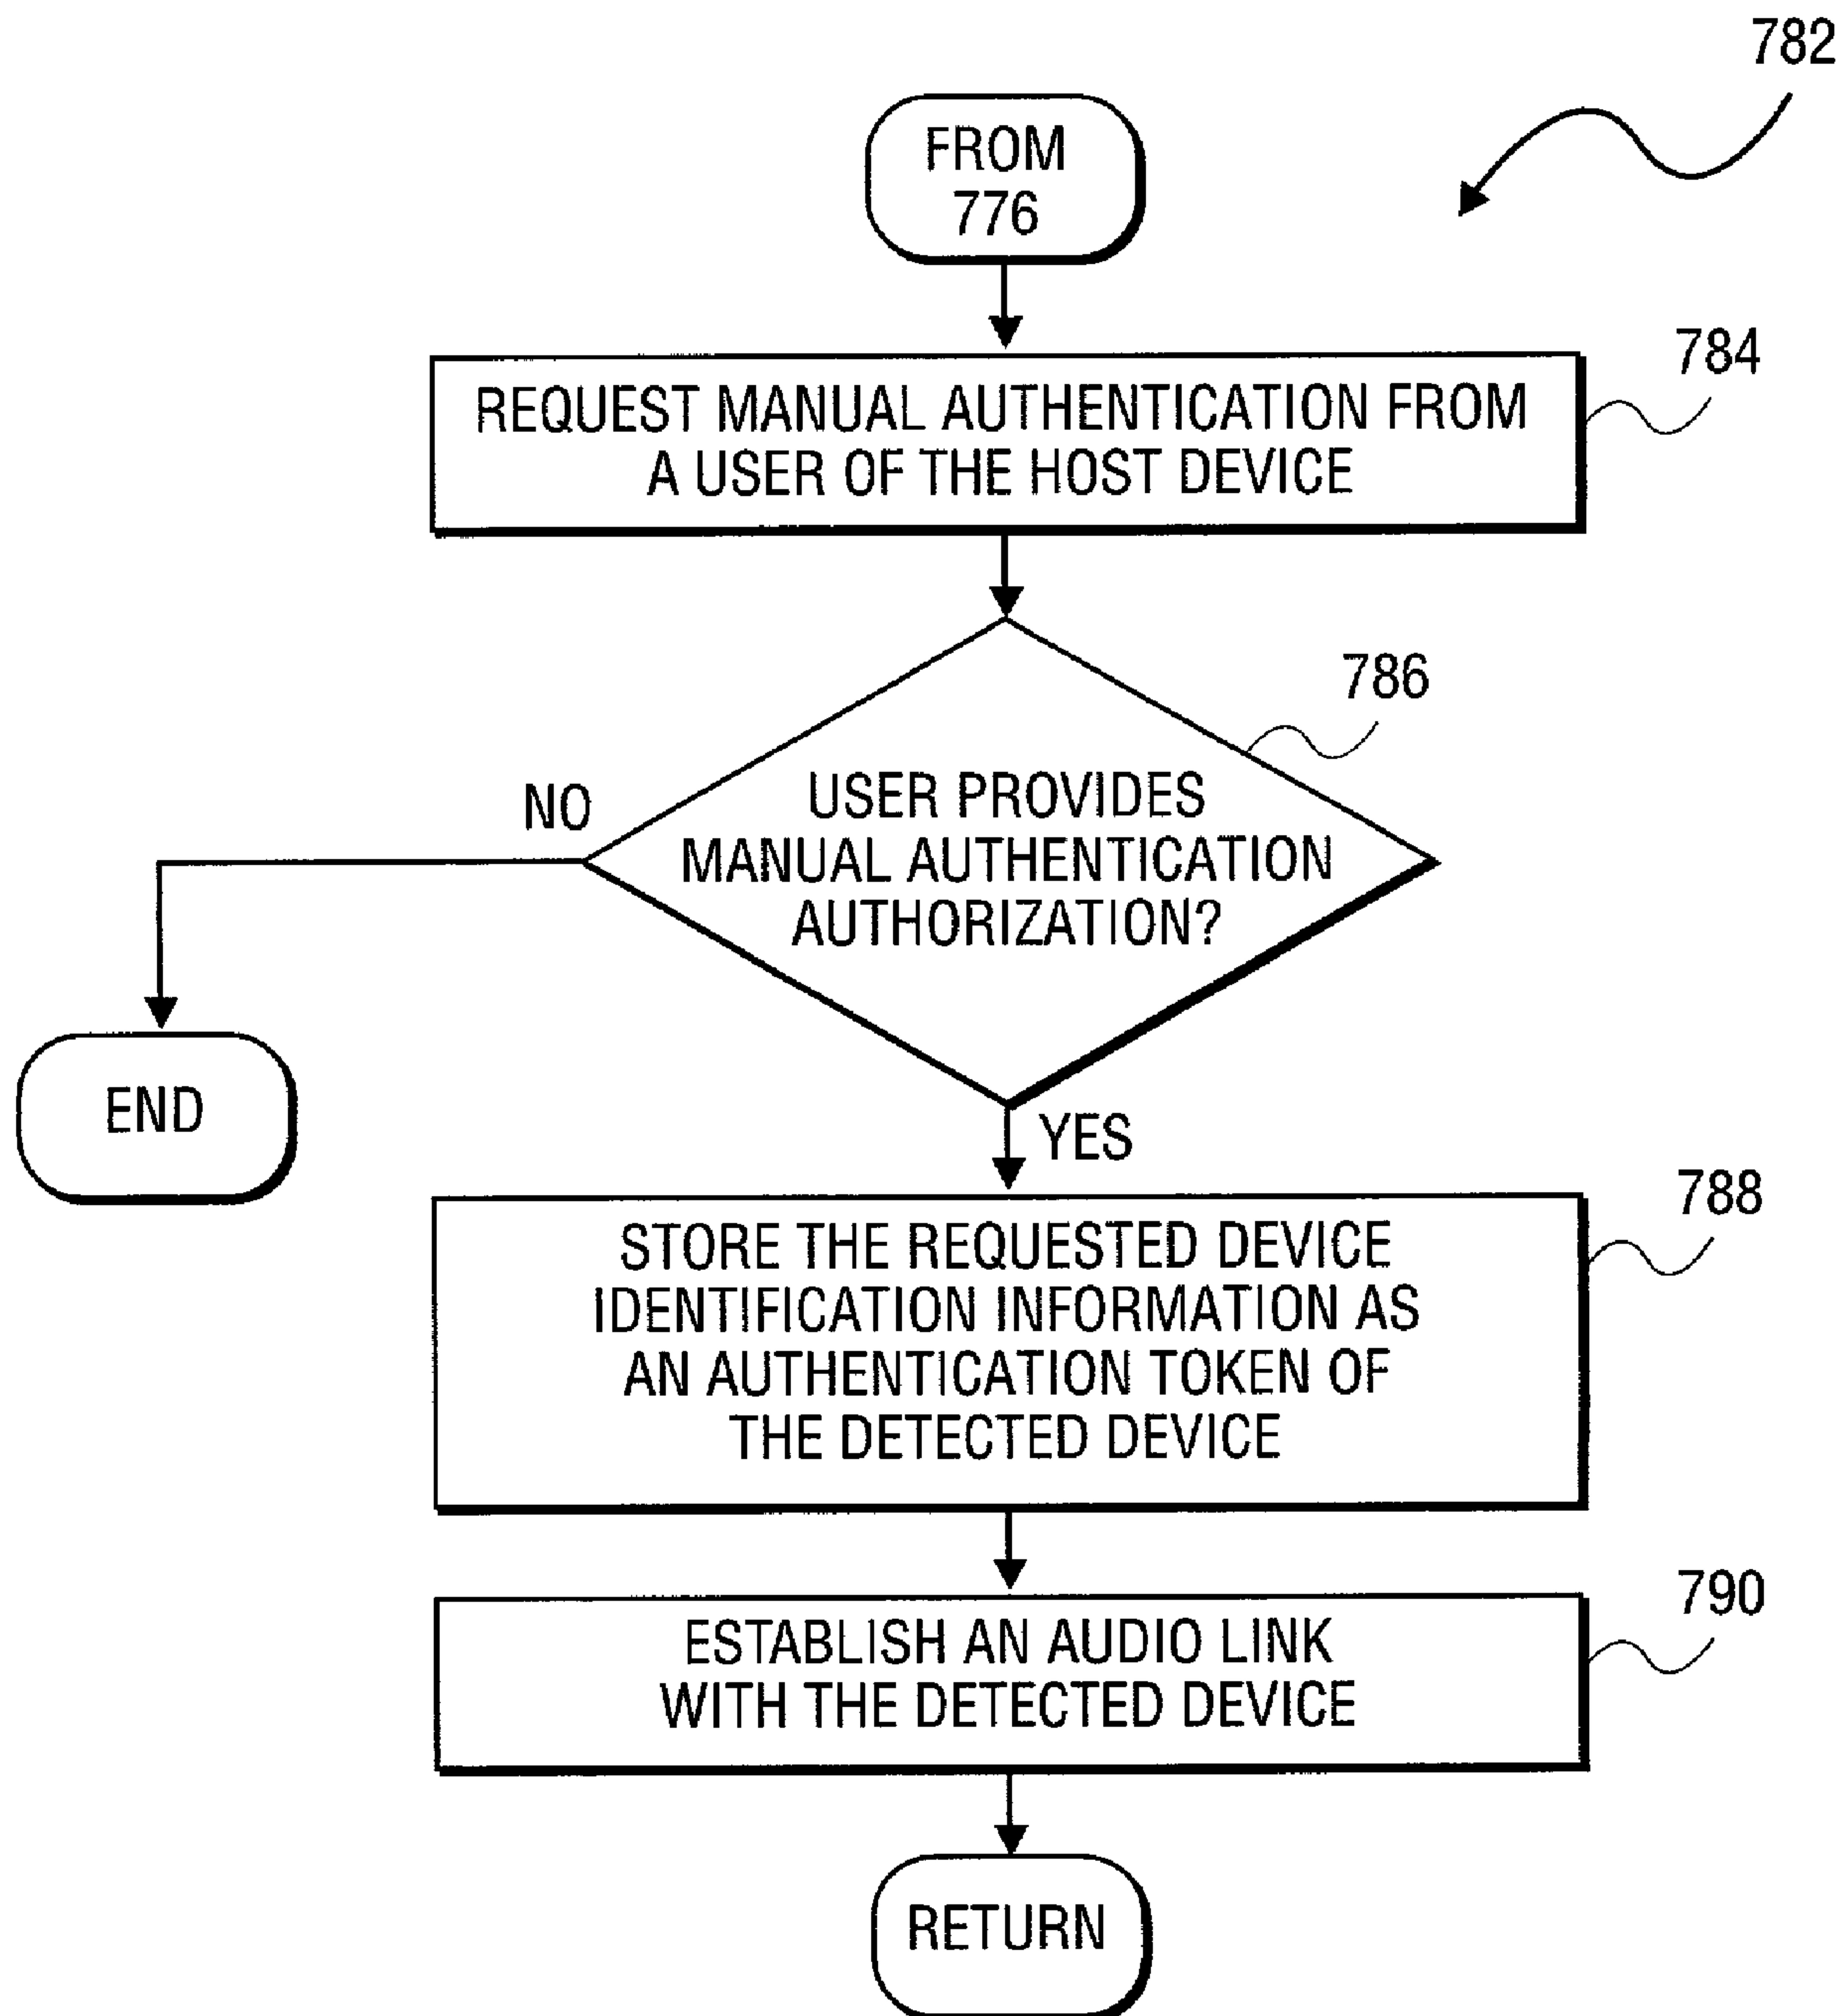 782
FROM
776
784
REQUEST MANUAL AUTHENTICATION FROM
A USER OF THE HOST DEVICE
786
USER PROVIDES
MANUAL AUTHENTICATION
AUTHORIZATION?
NO
END
YES
788
STORE THE REQUESTED DEVICE
IDENTIFICATION INFORMATION AS
AN AUTHENTICATION TOKEN OF
THE DETECTED DEVICE
790
ESTABLISH AN AUDIO LINK
WITH THE DETECTED DEVICE
RETURN